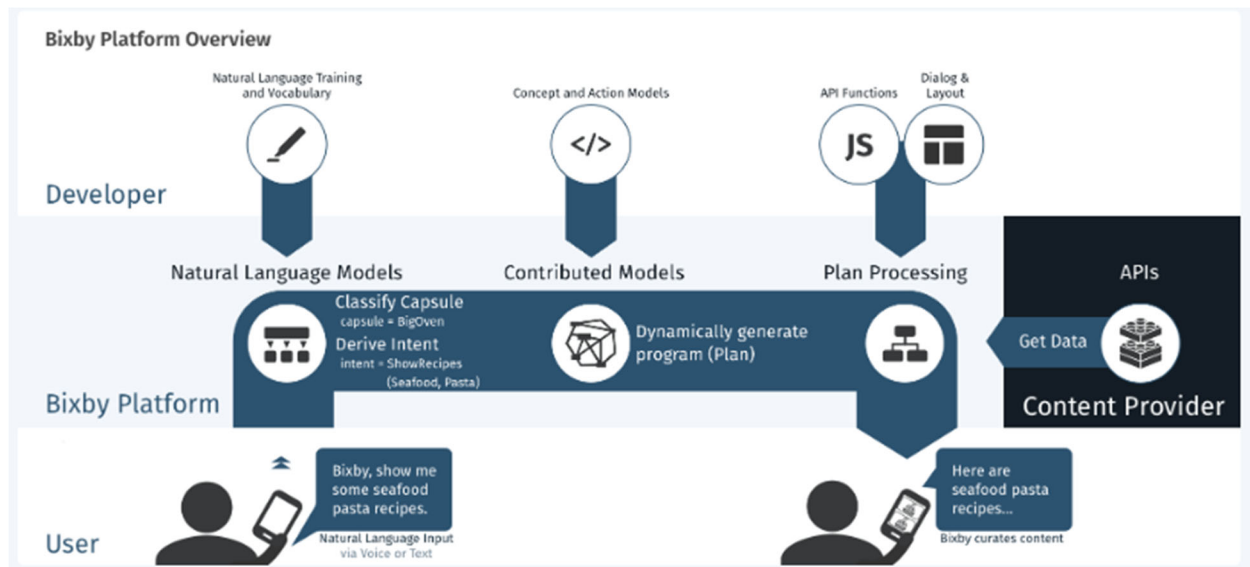 Bixby Platform Overview
Natural Language Training
and Vocabulary
Concept and Action Models
API Functions
Dialog &
Layout
</>
JS
Developer
Natural Language Models
Contributed Models
Plan Processing
APIs
Classify Capsule
capsule = BigOven
Derive Intent
intent = ShowRecipes
(Seafood, Pasta)
Dynamically generate
program (Plan)
Get Data
Bixby Platform
Content Provider
Bixby, show me
some seafood
pasta recipes.
Natural Language Input
via Voice or Text
Here are
seafood pasta
recipes...
Bixby curates content
User